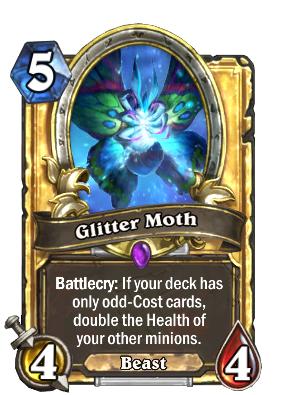 5
Glitter Moth
Battlecry: If your deck has
only odd-Cost cards,
double the Health of
your other minions.
4
Beast
4